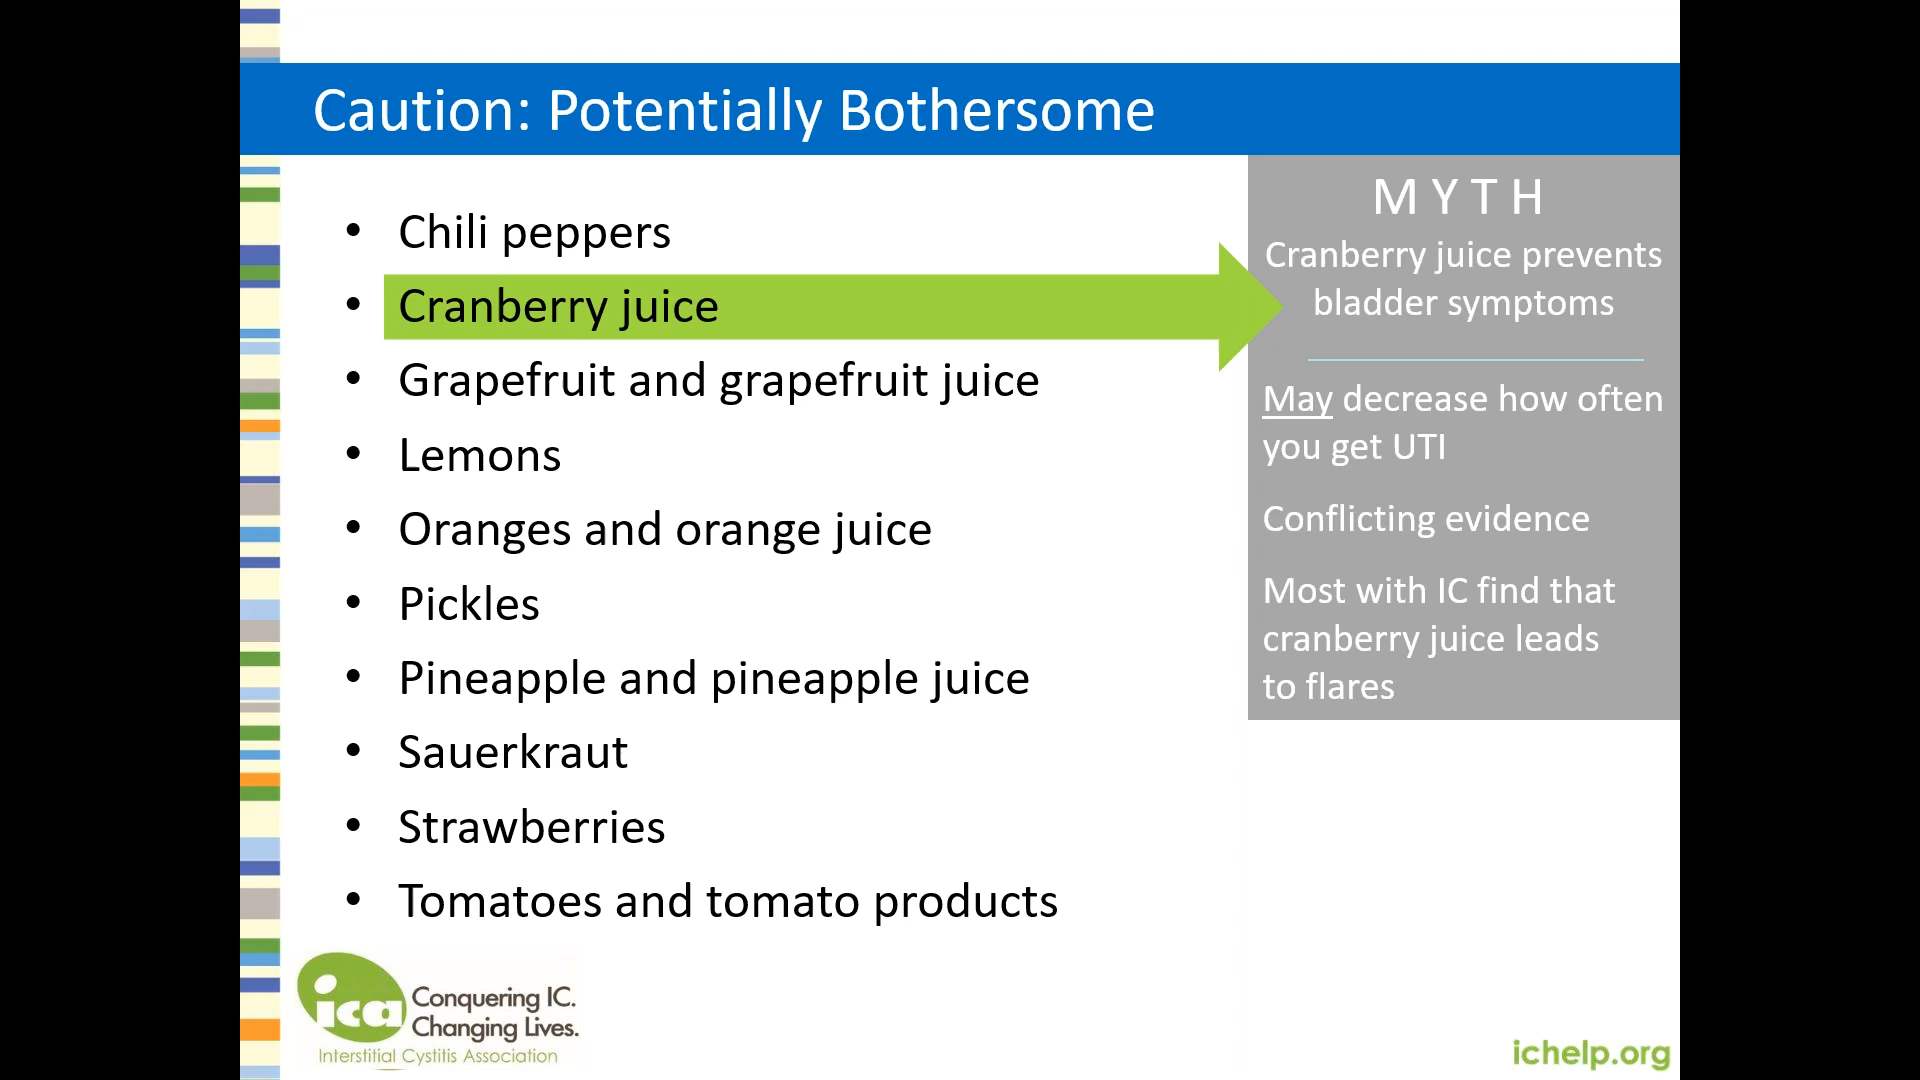 Caution: Potentially Bothersome
• Chili peppers
• Cranberry juice
• Grapefruit and grapefruit juice
• Lemons
• Oranges and orange juice
• Pickles
• Pineapple and pineapple juice
• Sauerkraut
• Strawberries
• Tomatoes and tomato products
MYTH
Cranberry juice prevents
bladder symptoms
May decrease how often
you get UTI
Conflicting evidence
Most with IC find that
cranberry juice leads
to flares
ica
Conquering IC.
Changing Lives.
Interstitial Cystitis Association
ichelp.org